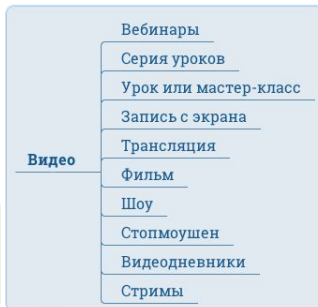 Вебинары
Серия уроков
Урок или мастер-класс
Запись с экрана
Трансляция
Видео
Фильм
Шоу
Стопмоушен
Видеодневники
Стримы